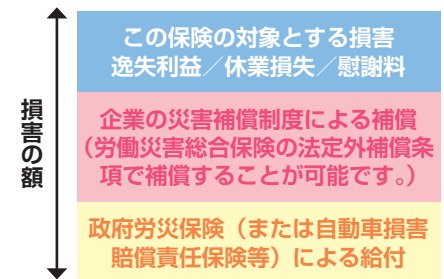 損害の額
この保険の対象とする損害
逸失利益／休業損失／慰謝料
企業の災害補償制度による補償
（労働災害総合保険の法定外補償条
項で補償することが可能です。）
政府労災保険（または自動車損害
賠償責任保険等）による給付